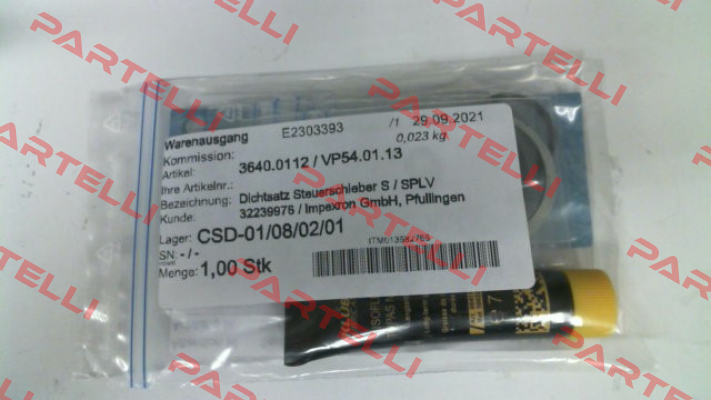 PARTELLI
PARTELLI
PARTELLI
PARTELLI
Warenausgang E2303393 /1 29.09.2021
Kommission: 0,023 kg
Artikel: 3640.0112 / VP54.01.13
Ihre Artikelnr.:
Bezeichnung: Dichtsatz Steuerschieber S / SPLV
Kunde: 32239976 / Impexron GmbH, Pfullingen
Lager: CSD-01/08/02/01
SN: - / -
Menge: 1,00 Stk
PARTELLI
PARTELLI
PARTELLI